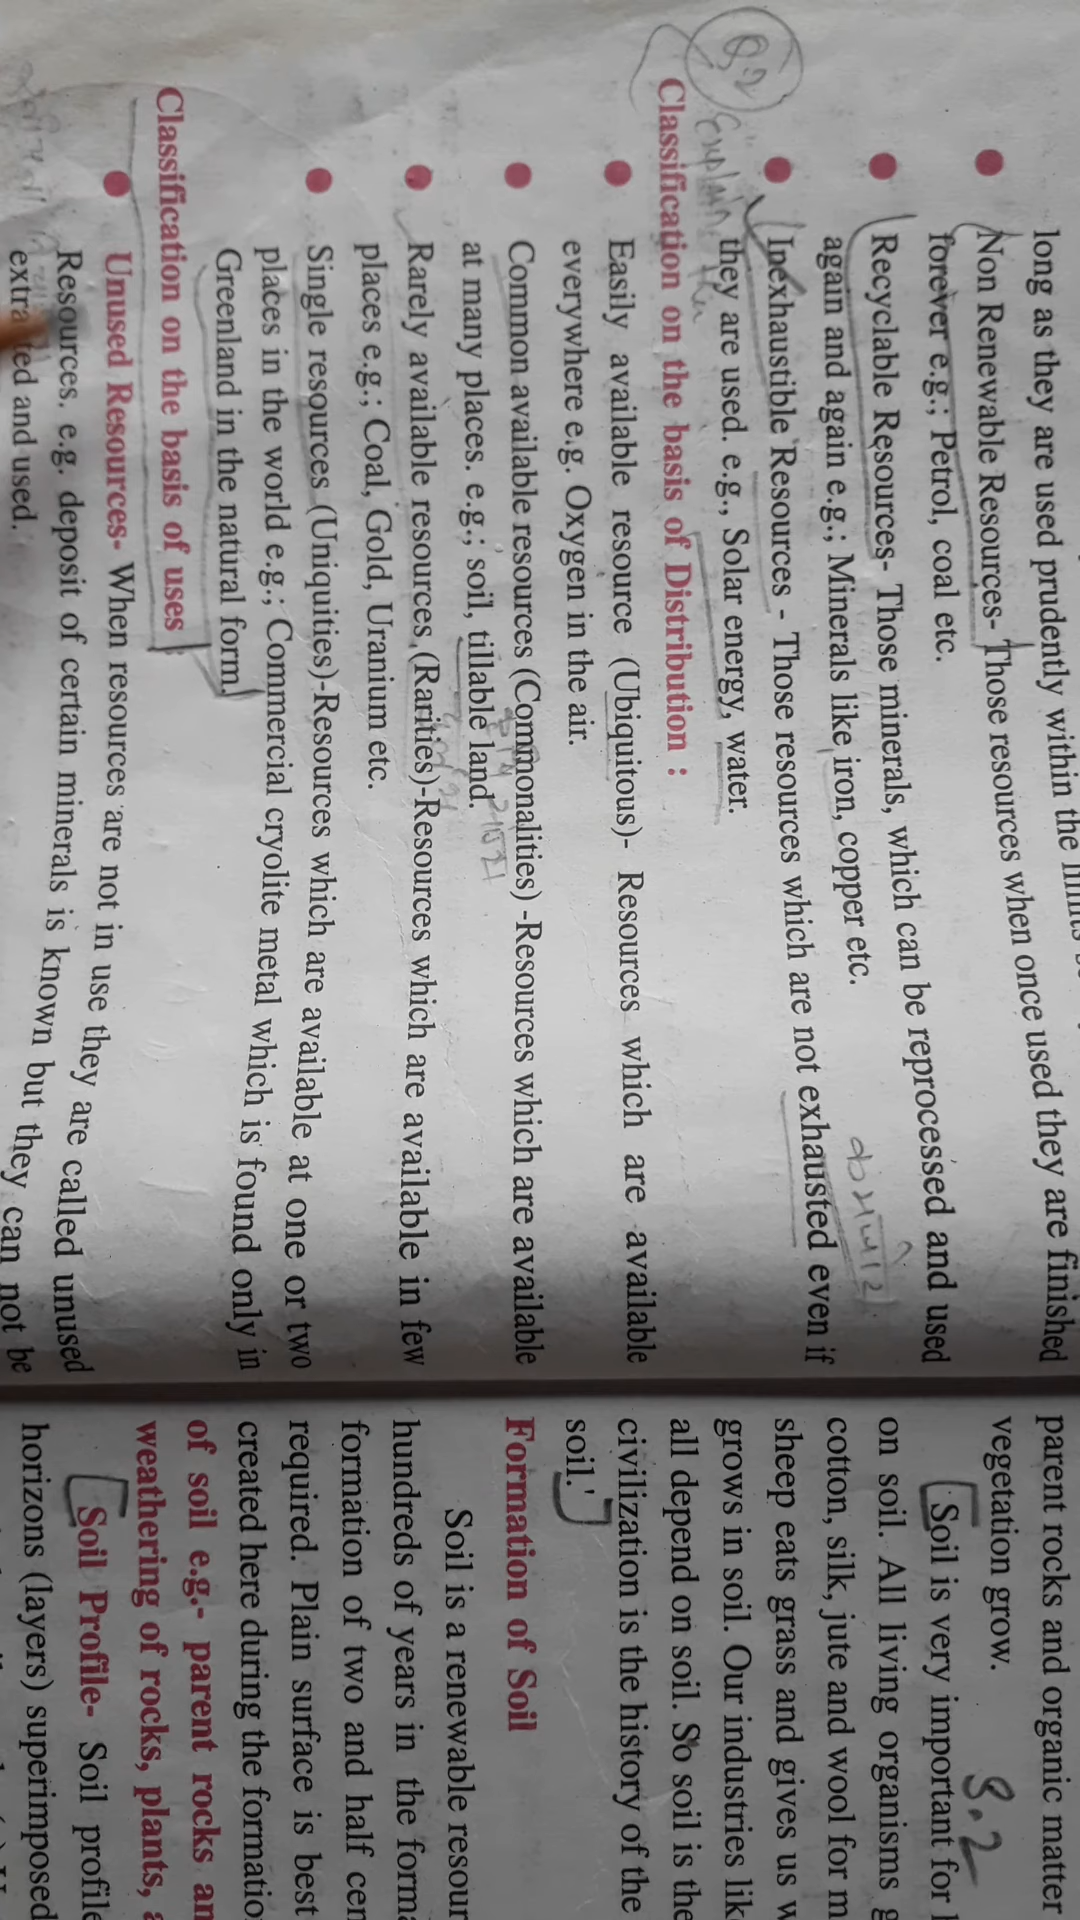 long as they are used prudently within the
Non Renewable Resources- Those resources when once used they are finished
forever e.g.; Petrol, coal etc.
Recyclable Resources- Those minerals, which can be reprocessed and used
again and again e.g.; Minerals like iron, copper etc.
Inexhaustible Resources - Those resources which are not exhausted even if
they are used. e.g., Solar energy, water.
Q2
Explain the
Classification on the basis of Distribution :
Easily available resource (Ubiquitous)- Resources which are available
everywhere e.g. Oxygen in the air.
Common available resources (Commonalities) -Resources which are available
at many places. e.g.; soil, tillable land.
Rarely available resources (Rarities)-Resources which are available in few
places e.g.; Coal, Gold, Uranium etc.
Single resources (Uniquities)-Resources which are available at one or two
places in the world e.g.; Commercial cryolite metal which is found only in
Greenland in the natural form.
Classification on the basis of uses
Unused Resources- When resources are not in use they are called unused
Resources. e.g. deposit of certain minerals is known but they can not be
and used.
parent rocks and organic matter
vegetation grow.
3.2
Soil is very important for
on soil. All living organisms
cotton, silk, jute and wool for
sheep eats grass and gives us
grows in soil. Our industries
all depend on soil. So soil is the
civilization is the history of the
soil.'
Formation of Soil
Soil is a renewable
hundreds of years in the
formation of two and half
required. Plain surface is best
created here during the
of soil e.g.- parent rocks
weathering of rocks, plants,
Soil Profile- Soil
horizons (layers) superimposed